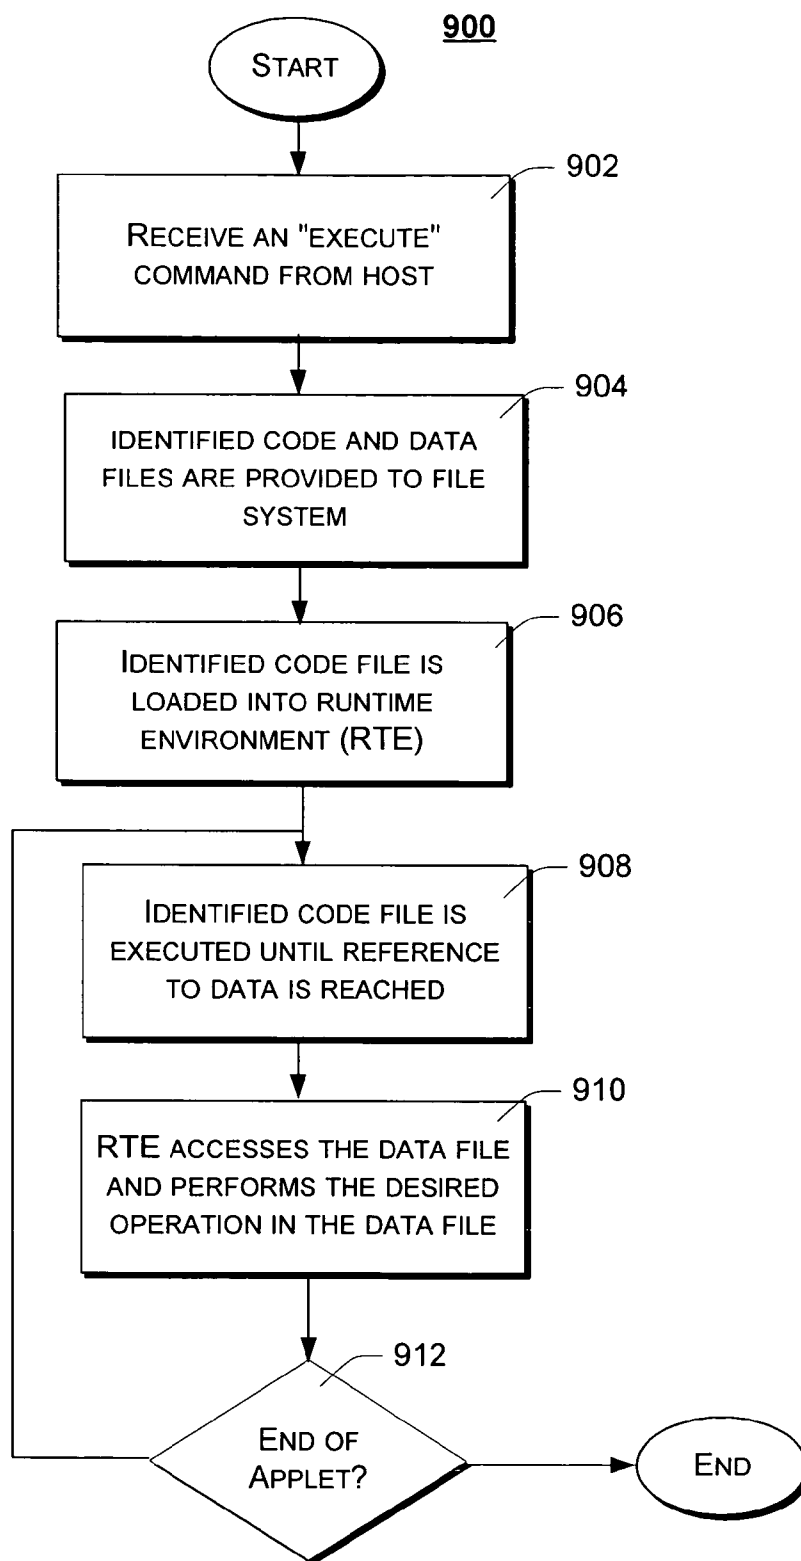 900
START
902
RECEIVE AN "EXECUTE"
COMMAND FROM HOST
904
IDENTIFIED CODE AND DATA
FILES ARE PROVIDED TO FILE
SYSTEM
906
IDENTIFIED CODE FILE IS
LOADED INTO RUNTIME
ENVIRONMENT (RTE)
908
IDENTIFIED CODE FILE IS
EXECUTED UNTIL REFERENCE
TO DATA IS REACHED
910
RTE ACCESSES THE DATA FILE
AND PERFORMS THE DESIRED
OPERATION IN THE DATA FILE
912
END OF
APPLET?
END